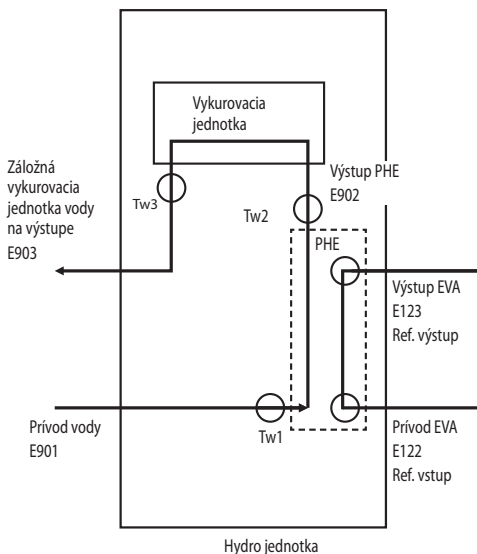 Vykurovacia
jednotka
Záložná
vykurovacia
jednotka vody
na výstupe
E903
Tw3
Tw2
Výstup PHE
E902
PHE
Výstup EVA
E123
Ref. výstup
Prívod vody
E901
Tw1
Prívod EVA
E122
Ref. vstup
Hydro jednotka